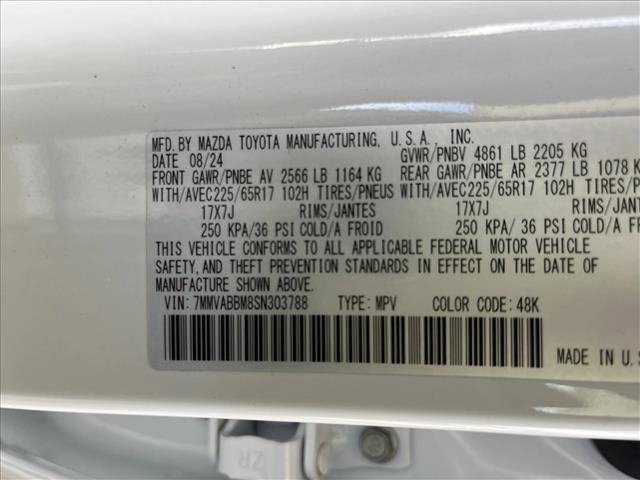 MFD. BY MAZDA TOYOTA MANUFACTURING, U.S.A., INC.
DATE 08/24 GVWR/PNBV 4861 LB 2205 KG
FRONT GAWR/PNBE AV 2566 LB 1164 KG REAR GAWR/PNBE AR 2377 LB 1078 KG
WITH/AVEC225/65R17 102H TIRES/PNEUS WITH/AVEC225/65R17 102H TIRES/P
17X7J RIMS/JANTES 17X7J RIMS/JANTES
250 KPA/36 PSI COLD/A FROID 250 KPA/ 36 PSI COLD/A F
THIS VEHICLE CONFORMS TO ALL APPLICABLE FEDERAL MOTOR VEHICLE
SAFETY, AND THEFT PREVENTION STANDARDS IN EFFECT ON THE DATE OF
MANUFACTURE SHOWN ABOVE.
VIN: 7MMVABBM8SN303788 TYPE: MPV COLOR CODE: 48K
MADE IN U.S
ZR